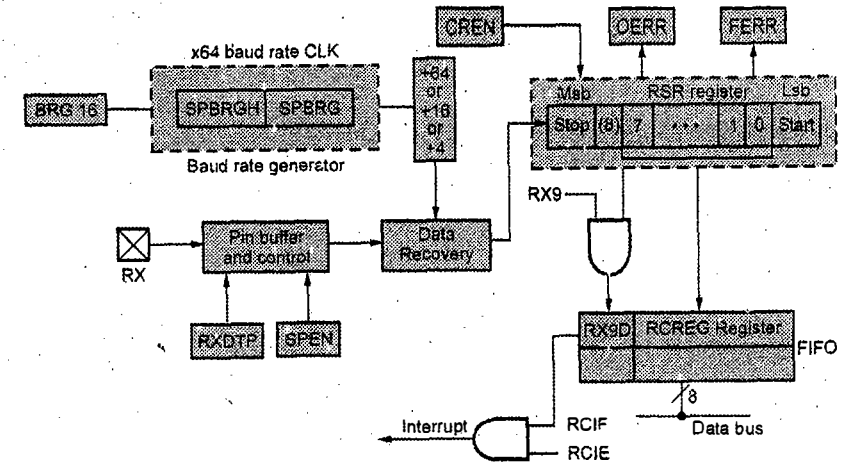 CREN
OERR
FERR
x64 baud rate CLK
BRG 16
SPBRGH
SPBRG
Baud rate generator
÷64
or
÷16
or
÷4
Msb
RSR register
Lsb
Stop
(8)
7
...
1
0
Start
RX9
RX
Pin buffer
and control
Data
Recovery
RXDTP
SPEN
RX9D
RCREG Register
FIFO
8
Data bus
Interrupt
RCIF
RCIE